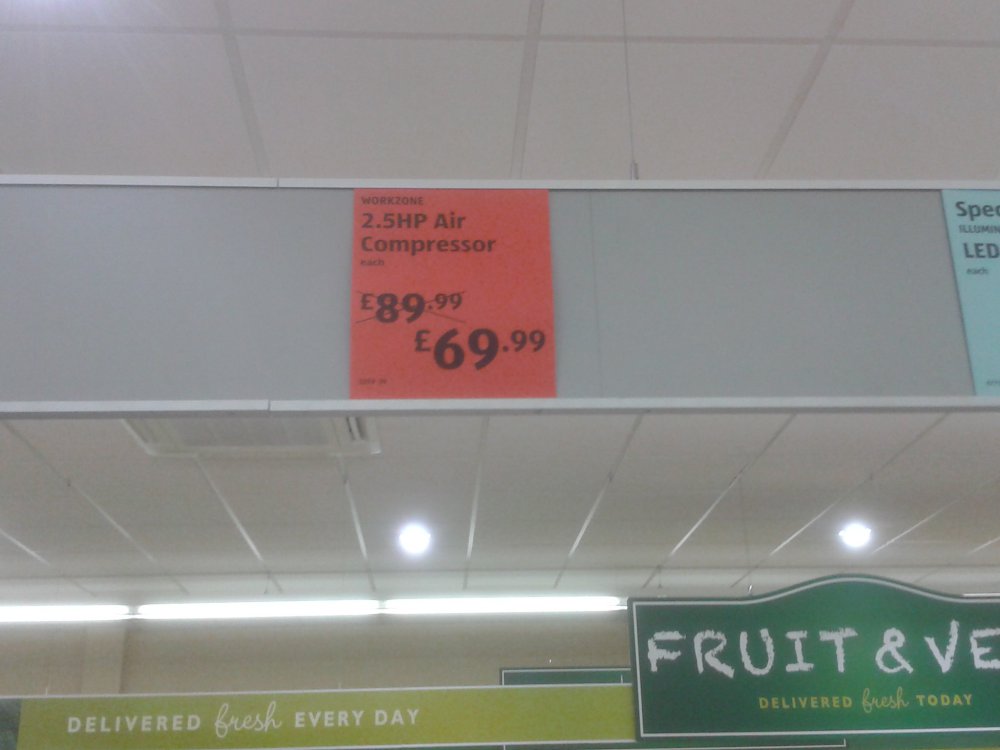 WORKZONE
2.5HP Air
Compressor
each
£89.99
£69.99
Spec
ILLUMIN
LED
each
FRUIT & VE
DELIVERED fresh TODAY
DELIVERED fresh EVERY DAY